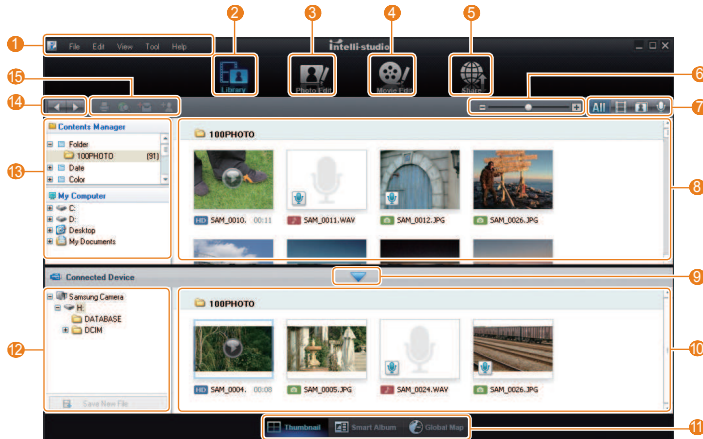 2
3
4
5
1
File Edit View Tool Help
Intelli-studio
Library
Photo Edit
Movie Edit
Share
6
15
14
All
7
Contents Manager
Folder
100PHOTO (91)
Date
Color
13
My Computer
C:
D:
Desktop
My Documents
100PHOTO
HD SAM_0010. 00:11
SAM_0011.WAV
SAM_0012.JPG
SAM_0026.JPG
8
Connected Device
9
Samsung Camera
H:
DATABASE
DCIM
12
Save New File
100PHOTO
HD SAM_0004. 00:08
SAM_0005.JPG
SAM_0024.WAV
SAM_0026.JPG
10
Thumbnail
Smart Album
Global Map
11